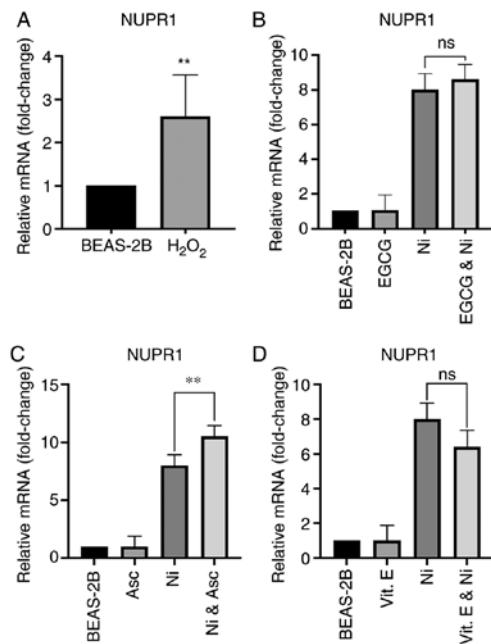 A
NUPR1
Relative mRNA (fold-change)
4
3
2
1
0
**
BEAS-2B
H₂O₂
B
NUPR1
Relative mRNA (fold-change)
10
8
6
4
2
0
ns
BEAS-2B
EGCG
Ni
EGCG & Ni
C
NUPR1
Relative mRNA (fold-change)
15
10
5
0
**
BEAS-2B
Asc
Ni
Ni & Asc
D
NUPR1
Relative mRNA (fold-change)
10
8
6
4
2
0
ns
BEAS-2B
Vit. E
Ni
Vit. E & Ni